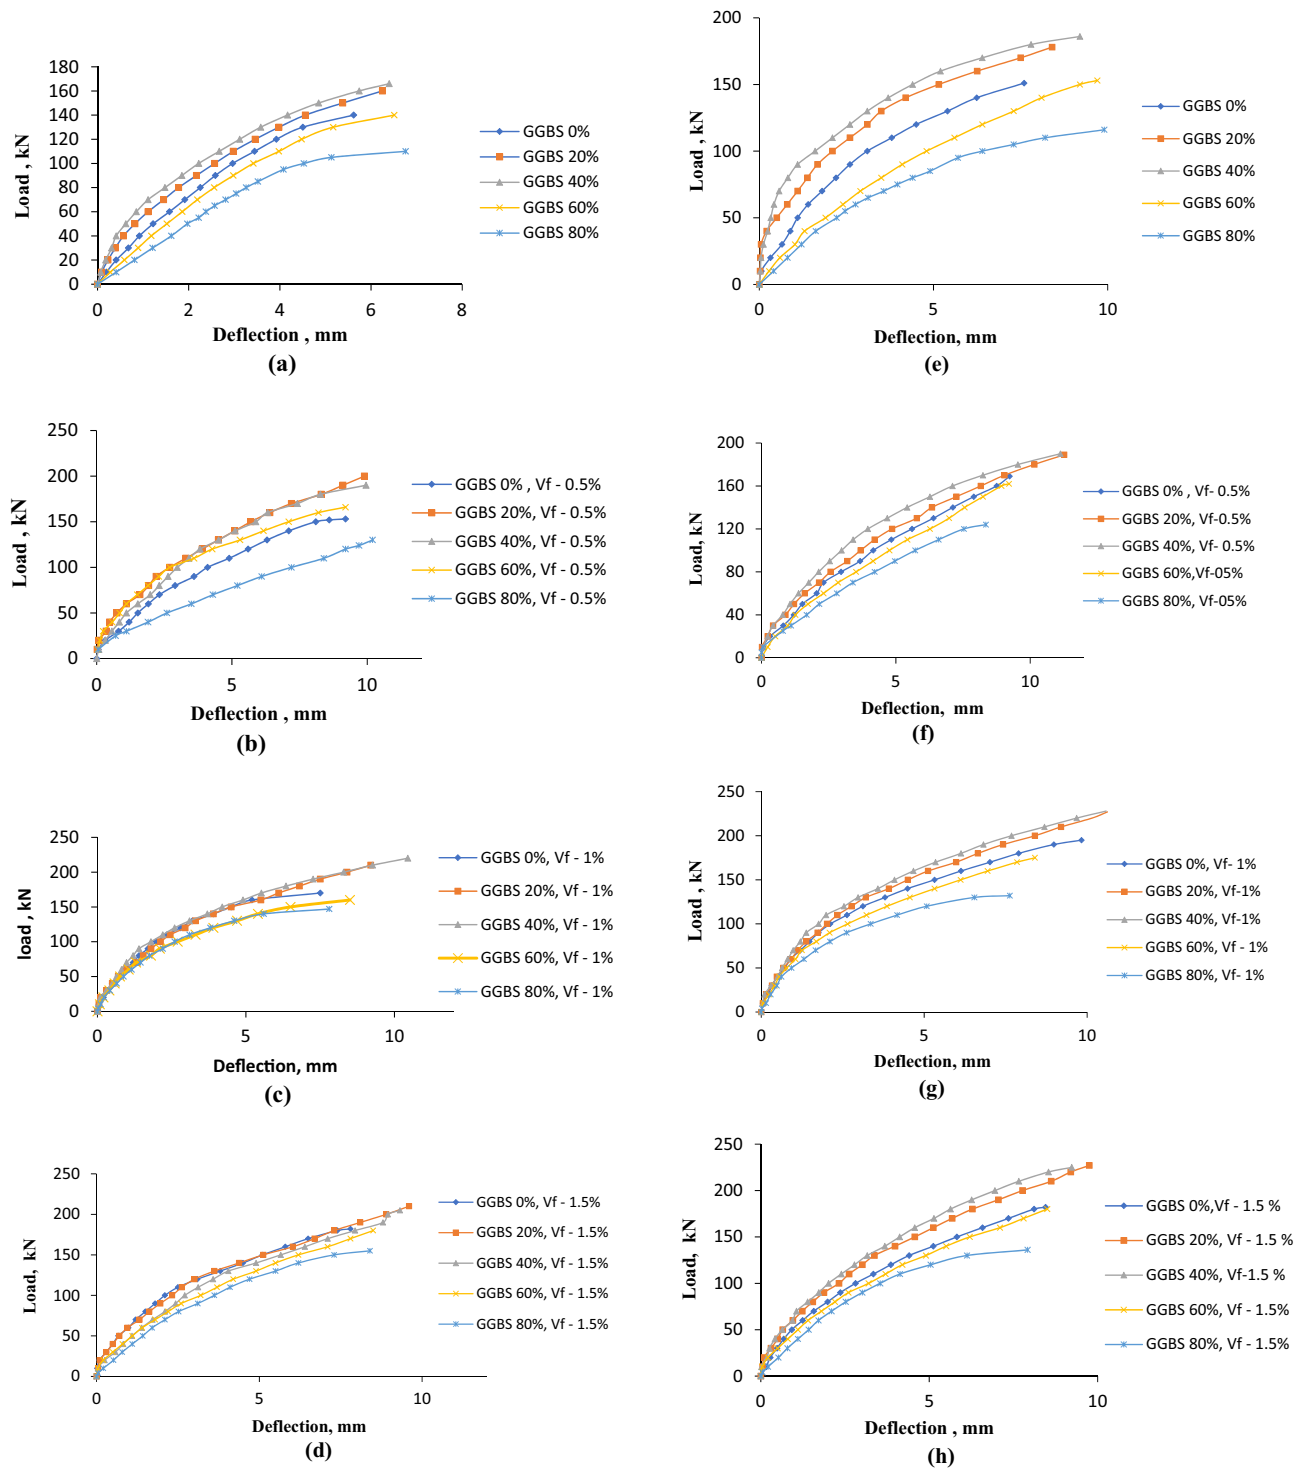 180
160
140
120
100
80
60
40
20
0
Load , kN
0 2 4 6 8
Deflection , mm
GGBS 0%
GGBS 20%
GGBS 40%
GGBS 60%
GGBS 80%
(a)
200
150
100
50
0
Load , kN
0 5 10
Deflection, mm
GGBS 0%
GGBS 20%
GGBS 40%
GGBS 60%
GGBS 80%
(e)
250
200
150
100
50
0
Load , kN
0 5 10
Deflection , mm
GGBS 0% , Vf - 0.5%
GGBS 20%, Vf - 0.5%
GGBS 40%, Vf - 0.5%
GGBS 60%, Vf - 0.5%
GGBS 80%, Vf - 0.5%
(b)
200
160
120
80
40
0
Load, kN
0 5 10
Deflection, mm
GGBS 0% , Vf- 0.5%
GGBS 20%, Vf-0.5%
GGBS 40%, Vf- 0.5%
GGBS 60%,Vf-05%
GGBS 80%, Vf-05%
(f)
250
200
150
100
50
0
load , kN
0 5 10
Deflection, mm
GGBS 0%, Vf - 1%
GGBS 20%, Vf - 1%
GGBS 40%, Vf - 1%
GGBS 60%, Vf - 1%
GGBS 80%, Vf - 1%
(c)
250
200
150
100
50
0
Load , kN
0 5 10
Deflection, mm
GGBS 0%, Vf- 1%
GGBS 20%, Vf-1%
GGBS 40%, Vf-1%
GGBS 60%, Vf - 1%
GGBS 80%, Vf- 1%
(g)
250
200
150
100
50
0
Load, kN
0 5 10
Deflection, mm
GGBS 0%, Vf - 1.5%
GGBS 20%, Vf - 1.5%
GGBS 40%, Vf - 1.5%
GGBS 60%, Vf - 1.5%
GGBS 80%, Vf - 1.5%
(d)
250
200
150
100
50
0
Load, kN
0 5 10
Deflection , mm
GGBS 0%,Vf - 1.5 %
GGBS 20%, Vf - 1.5 %
GGBS 40%, Vf-1.5 %
GGBS 60%, Vf - 1.5%
GGBS 80%, Vf - 1.5%
(h)